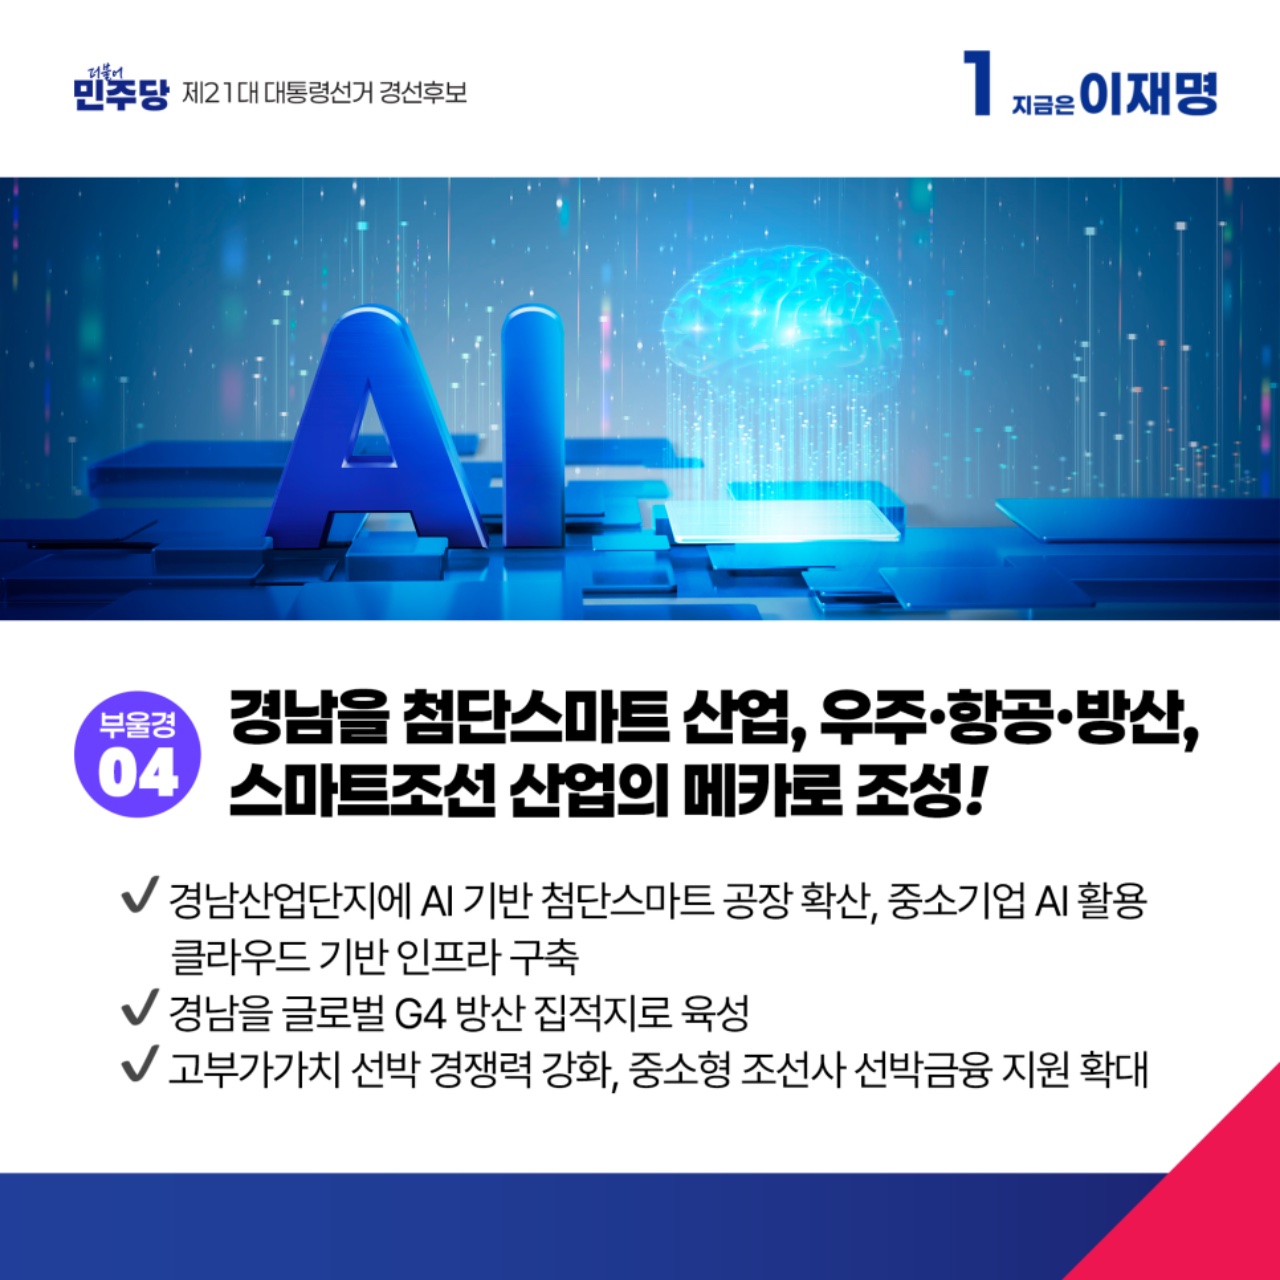 더불어
민주당 제21대 대통령선거 경선후보
1 지금은 이재명
AI
부울경
04
경남을 첨단스마트 산업, 우주·항공·방산,
스마트조선 산업의 메카로 조성!
✔ 경남산업단지에 AI 기반 첨단스마트 공장 확산, 중소기업 AI 활용
클라우드 기반 인프라 구축
✔ 경남을 글로벌 G4 방산 집적지로 육성
✔ 고부가가치 선박 경쟁력 강화, 중소형 조선사 선박금융 지원 확대